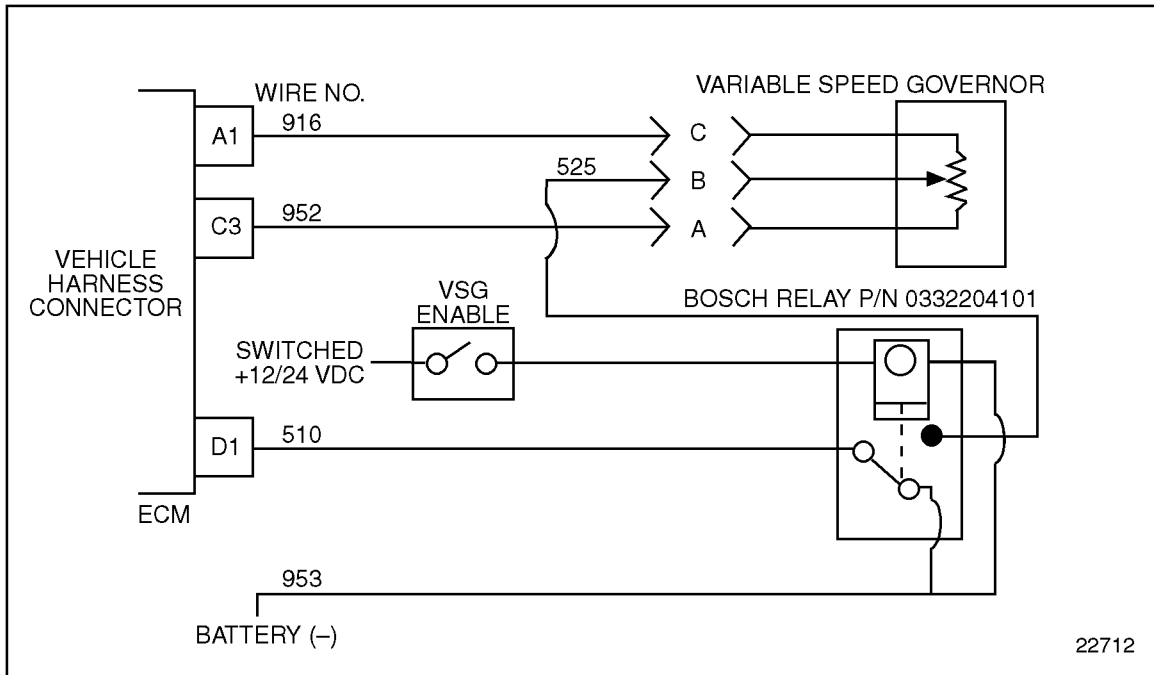 WIRE NO.
VARIABLE SPEED GOVERNOR
A1
916
C
525
B
C3
952
A
VEHICLE
HARNESS
CONNECTOR
BOSCH RELAY P/N 0332204101
VSG
ENABLE
SWITCHED
+12/24 VDC
D1
510
ECM
953
BATTERY (–)
22712